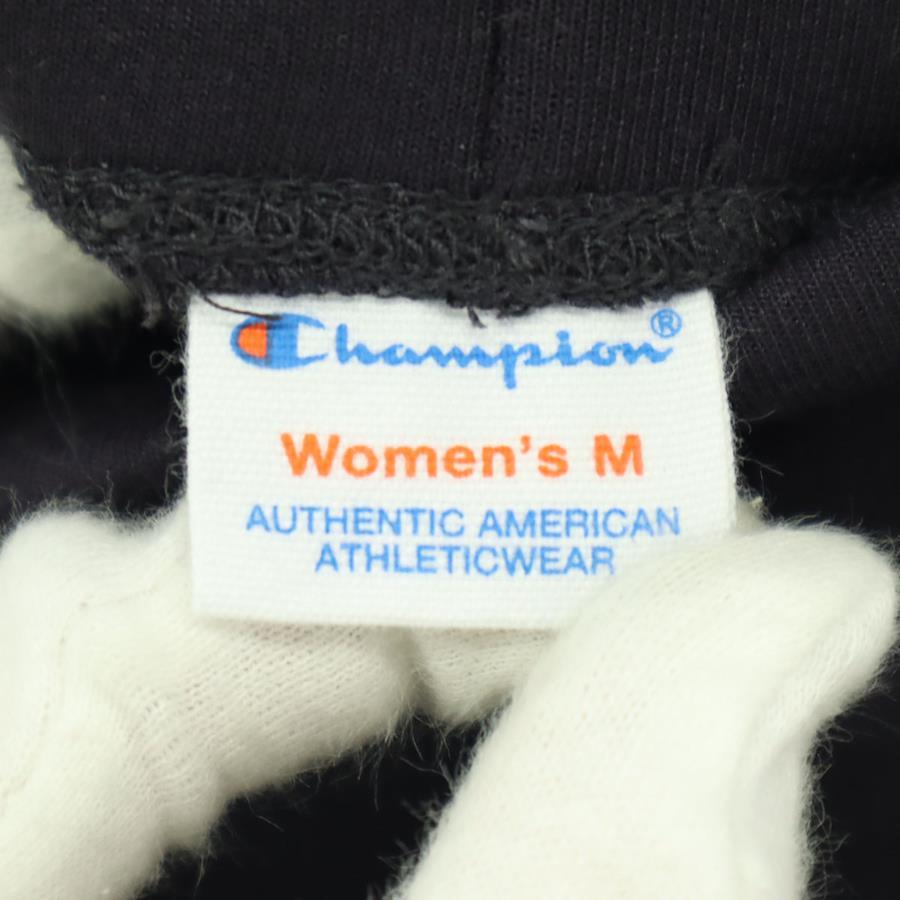 Champion®
Women's M
AUTHENTIC AMERICAN
ATHLETICWEAR